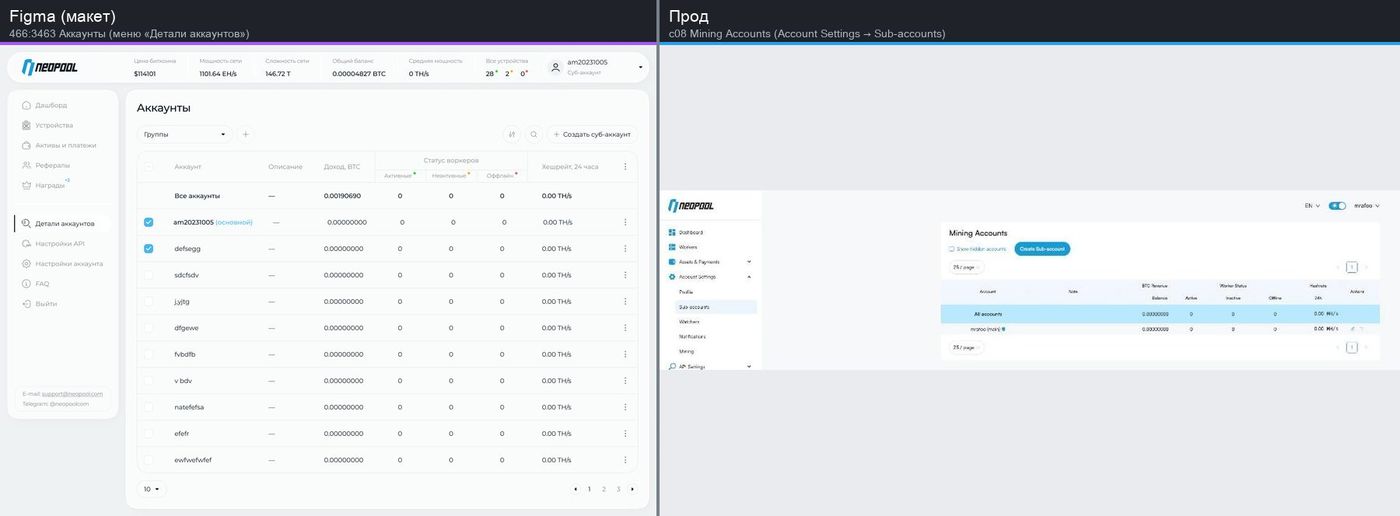 Figma (макет)
466:3463 Аккаунты (меню «Детали аккаунтов»)
NEOPOOL
Цена биткоина
$114101
Мощность сети
1101.64 EH/s
Сложность сети
146.72 T
Общий баланс
0.00004827 BTC
Средняя мощность
0 TH/s
Все устройства
28 2 0
am20231005
Суб-аккаунт
Дашборд
Устройства
Активы и платежи
Рефералы
Награды +3
Детали аккаунтов
Настройки API
Настройки аккаунта
FAQ
Выйти
E-mail: support@neopool.com
Telegram: @neopoolcom
Аккаунты
Группы
+
+ Создать суб-аккаунт
Аккаунт Описание Доход, BTC Статус воркеров Хешрейт, 24 часа
Активные Неактивные Оффлайн
Все аккаунты — 0.00190690 0 0 0 0.00 TH/s
am20231005 (основной) — 0.00000000 0 0 0 0.00 TH/s
defsegg — 0.00000000 0 0 0 0.00 TH/s
sdcfsdv — 0.00000000 0 0 0 0.00 TH/s
j,yjtg — 0.00000000 0 0 0 0.00 TH/s
dfgewe — 0.00000000 0 0 0 0.00 TH/s
fvbdfb — 0.00000000 0 0 0 0.00 TH/s
v bdv — 0.00000000 0 0 0 0.00 TH/s
natefefsa — 0.00000000 0 0 0 0.00 TH/s
efefr — 0.00000000 0 0 0 0.00 TH/s
ewfwefwfef — 0.00000000 0 0 0 0.00 TH/s
10
1 2 3
Прод
c08 Mining Accounts (Account Settings → Sub-accounts)
NEOPOOL
EN
mrafoo
Dashboard
Workers
Assets & Payments
Account Settings
Profile
Sub-accounts
Watchers
Notifications
Mining
API Settings
Mining Accounts
Show hidden accounts
Create Sub-account
25 / page
1
Account Note BTC Revenue Worker Status Hashrate Actions
Balance Active Inactive Offline 24h
All accounts 0.00000000 0 0 0 0.00 MH/s
mrafoo (main) 0.00000000 0 0 0 0.00 MH/s
25 / page
1